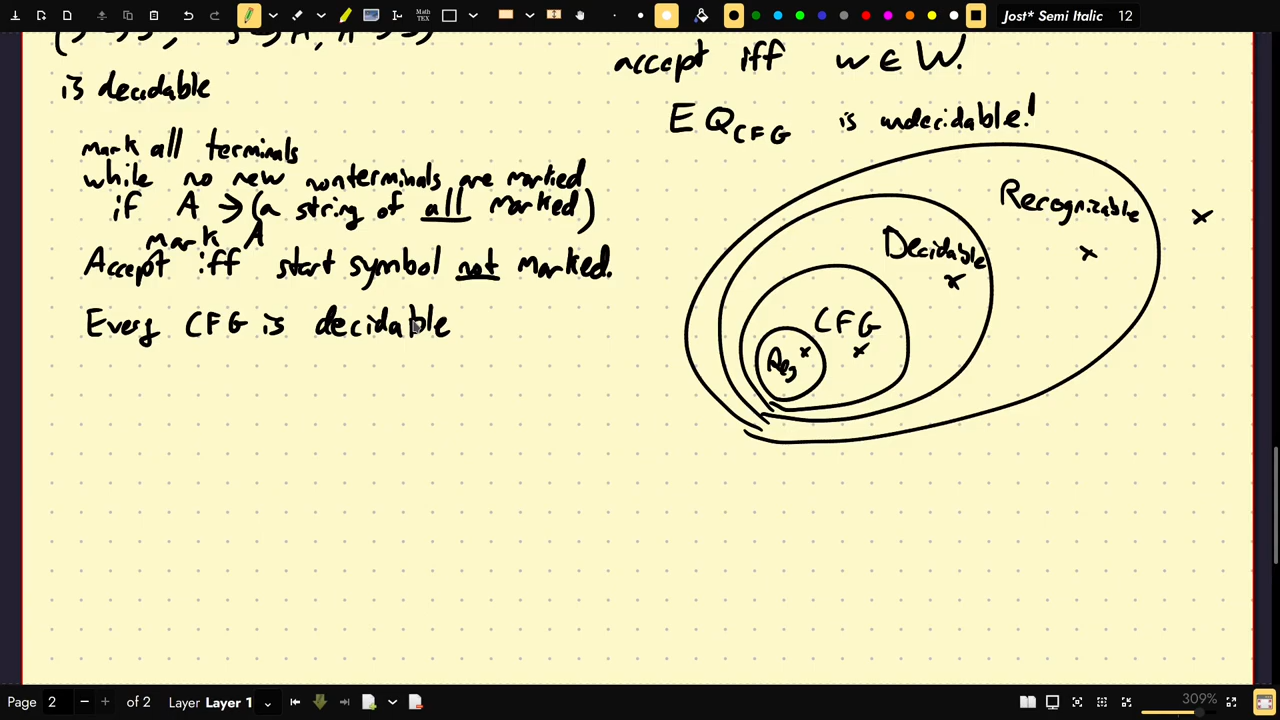 Jost* Semi Italic 12
is decidable
mark all terminals
while no new nonterminals are marked
if A → (a string of all marked)
mark A
Accept iff start symbol not marked.
Every CFG is decidable
accept iff w ∈ W.
EQ_CFG is undecidable!
Recognizable
Decidable
CFG
Reg
Page 2 of 2 Layer Layer 1 309%